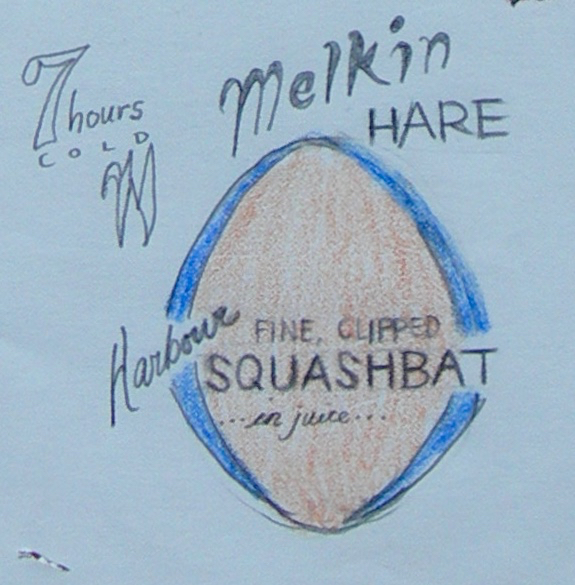 7
hours
COLD
M
Melkin
HARE
Harbour
FINE, CLIPPED
SQUASHBAT
...in juice...